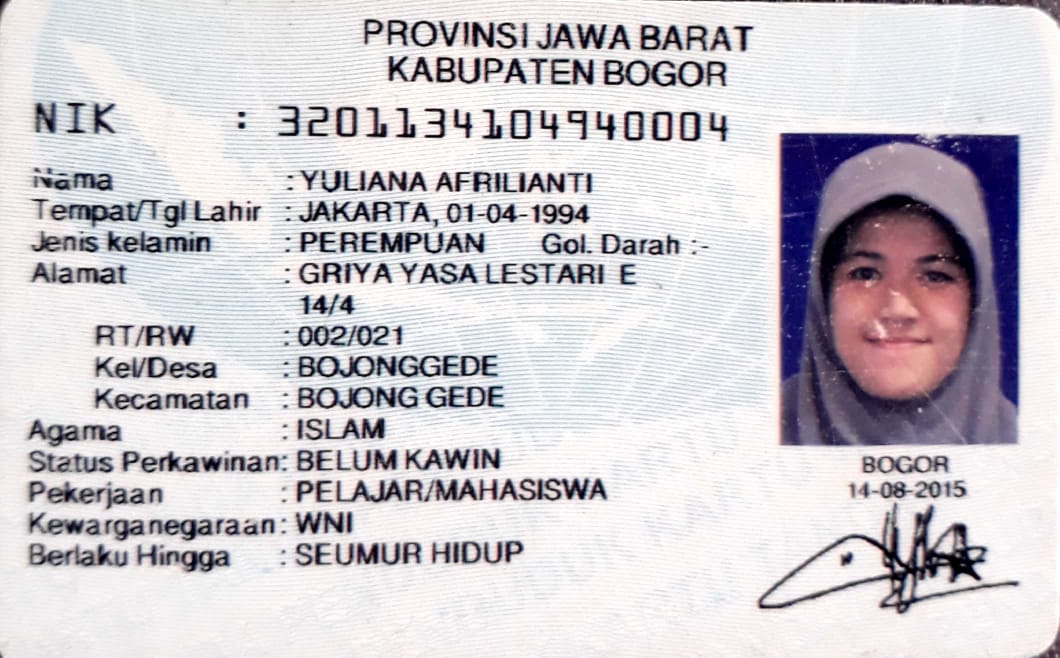 PROVINSI JAWA BARAT
KABUPATEN BOGOR
NIK : 3201134104940004
Nama : YULIANA AFRILIANTI
Tempat/Tgl Lahir : JAKARTA, 01-04-1994
Jenis kelamin : PEREMPUAN Gol. Darah :-
Alamat : GRIYA YASA LESTARI E
14/4
RT/RW : 002/021
Kel/Desa : BOJONGGEDE
Kecamatan : BOJONG GEDE
Agama : ISLAM
Status Perkawinan: BELUM KAWIN
Pekerjaan : PELAJAR/MAHASISWA
Kewarganegaraan: WNI
Berlaku Hingga : SEUMUR HIDUP
BOGOR
14-08-2015